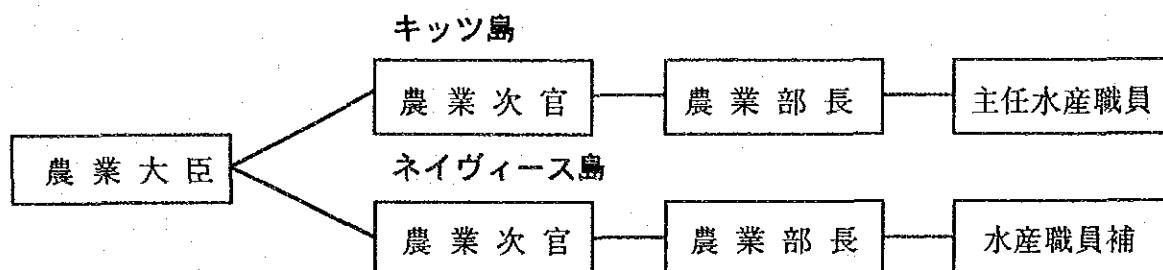 キッツ島
農業次官 農業部長 主任水産職員
農業大臣
ネイヴィース島
農業次官 農業部長 水産職員補